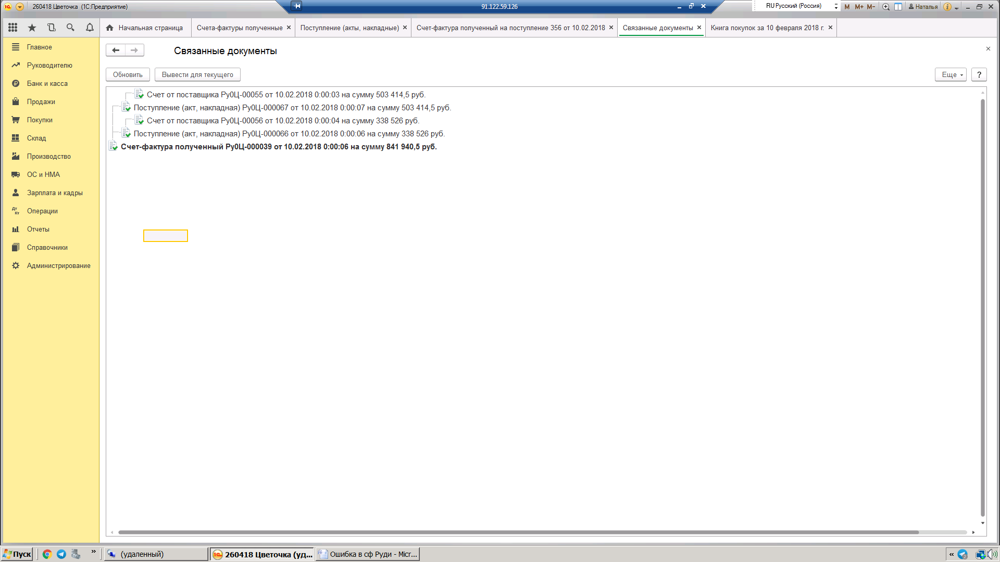 260418 Цветочка (1С:Предприятие)
91.122.59.126
RU Русский (Россия)
M M+ M-
Наталья
Начальная страница
Счета-фактуры полученные
Поступление (акты, накладные)
Счет-фактура полученный на поступление 356 от 10.02.2018
Связанные документы
Книга покупок за 10 февраля 2018 г.
Главное
Руководителю
Банк и касса
Продажи
Покупки
Склад
Производство
ОС и НМА
Зарплата и кадры
Операции
Отчеты
Справочники
Администрирование
Связанные документы
Обновить
Вывести для текущего
Еще
?
Счет от поставщика Ру0Ц-00055 от 10.02.2018 0:00:03 на сумму 503 414,5 руб.
Поступление (акт, накладная) Ру0Ц-000067 от 10.02.2018 0:00:07 на сумму 503 414,5 руб.
Счет от поставщика Ру0Ц-00056 от 10.02.2018 0:00:04 на сумму 338 526 руб.
Поступление (акт, накладная) Ру0Ц-000066 от 10.02.2018 0:00:06 на сумму 338 526 руб.
Счет-фактура полученный Ру0Ц-000039 от 10.02.2018 0:00:06 на сумму 841 940,5 руб.
Пуск
(удаленный)
260418 Цветочка (уд...
Ошибка в сф Руди - Micr...